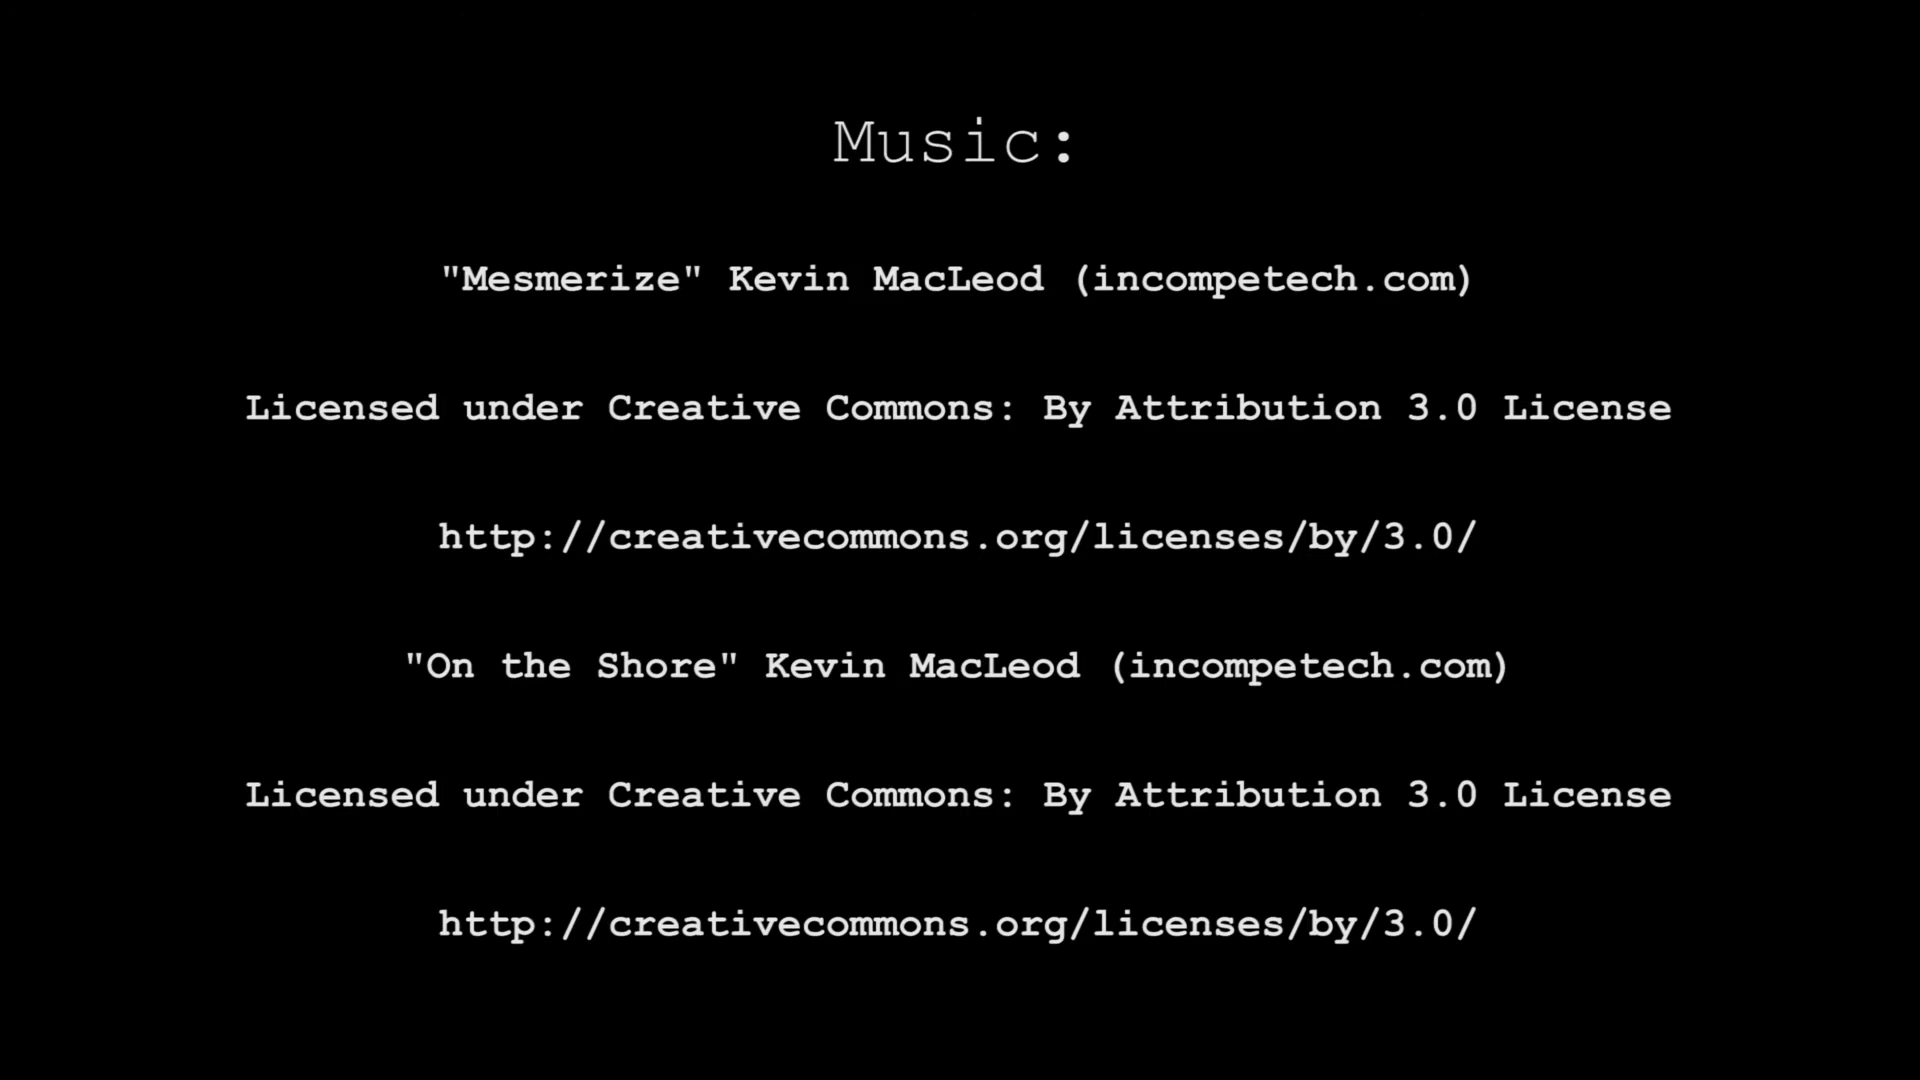 Music:
"Mesmerize" Kevin MacLeod (incompetech.com)
Licensed under Creative Commons: By Attribution 3.0 License
http://creativecommons.org/licenses/by/3.0/
"On the Shore" Kevin MacLeod (incompetech.com)
Licensed under Creative Commons: By Attribution 3.0 License
http://creativecommons.org/licenses/by/3.0/